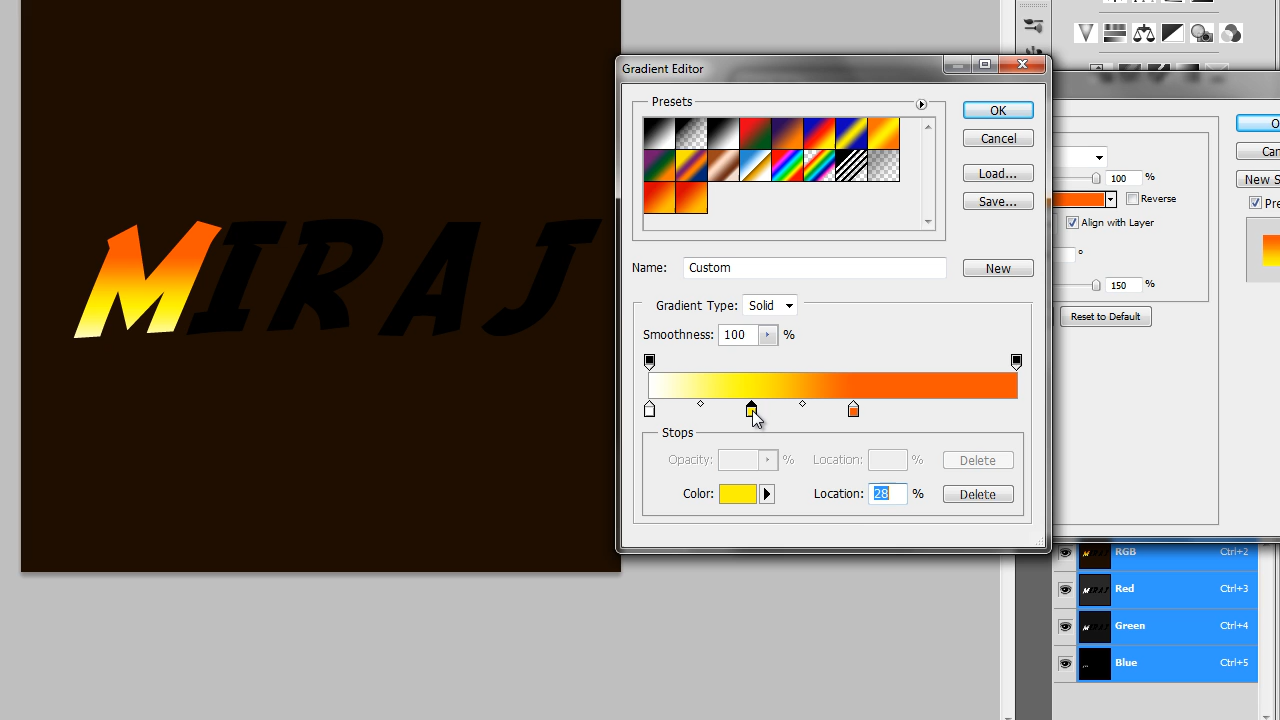 MIRAJ
Gradient Editor
Presets
OK
Cancel
Load...
Save...
Name: Custom
New
Gradient Type: Solid
Smoothness: 100 %
Stops
Opacity: % Location: % Delete
Color: Location: 28 % Delete
100 %
Reverse
Align with Layer
°
150 %
Reset to Default
New S
RGB Ctrl+2
Red Ctrl+3
Green Ctrl+4
Blue Ctrl+5